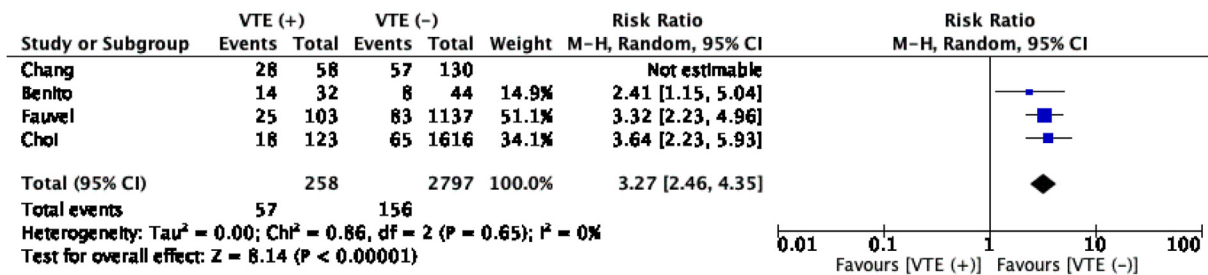 VTE (+) VTE (-) Risk Ratio Risk Ratio
Study or Subgroup Events Total Events Total Weight M-H, Random, 95% CI M-H, Random, 95% CI
Chang 28 58 57 130 Not estimable
Benito 14 32 8 44 14.9% 2.41 [1.15, 5.04]
Fauvel 25 103 83 1137 51.1% 3.32 [2.23, 4.96]
Choi 18 123 65 1616 34.1% 3.64 [2.23, 5.93]
Total (95% CI) 258 2797 100.0% 3.27 [2.46, 4.35]
Total events 57 156
Heterogeneity: Tau² = 0.00; Chi² = 0.86, df = 2 (P = 0.65); I² = 0%
Test for overall effect: Z = 8.14 (P < 0.00001)
0.01 0.1 1 10 100
Favours [VTE (+)] Favours [VTE (-)]